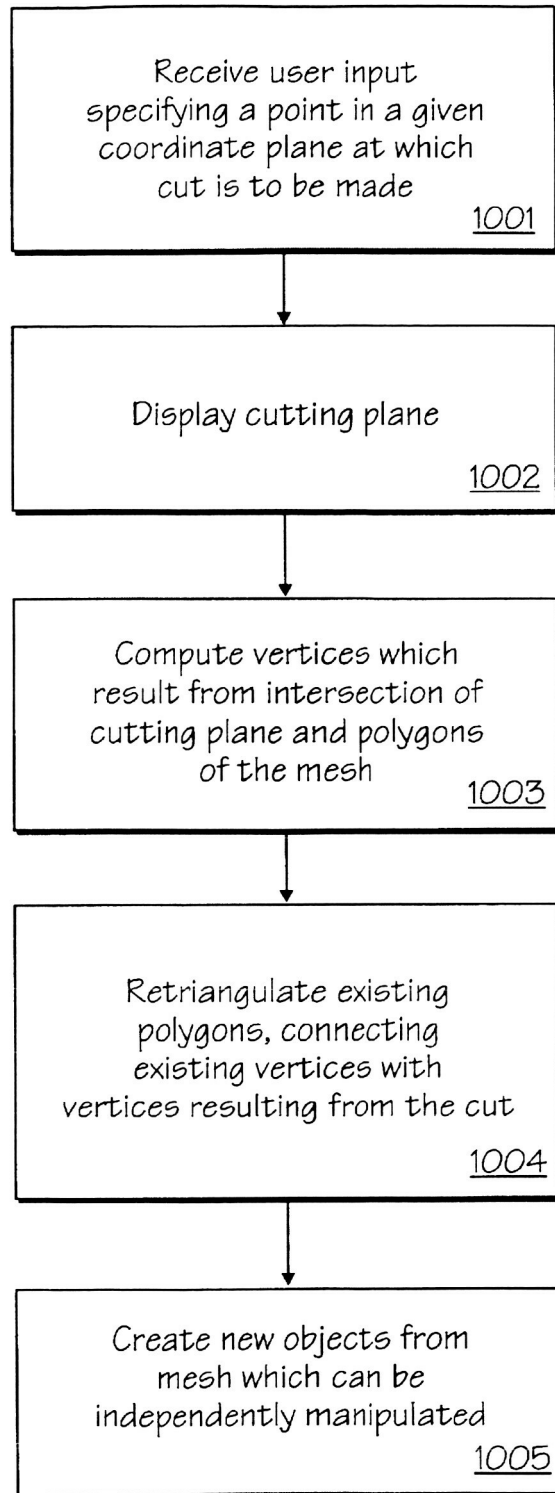 Receive user input
specifying a point in a given
coordinate plane at which
cut is to be made
1001
Display cutting plane
1002
Compute vertices which
result from intersection of
cutting plane and polygons
of the mesh
1003
Retriangulate existing
polygons, connecting
existing vertices with
vertices resulting from the cut
1004
Create new objects from
mesh which can be
independently manipulated
1005